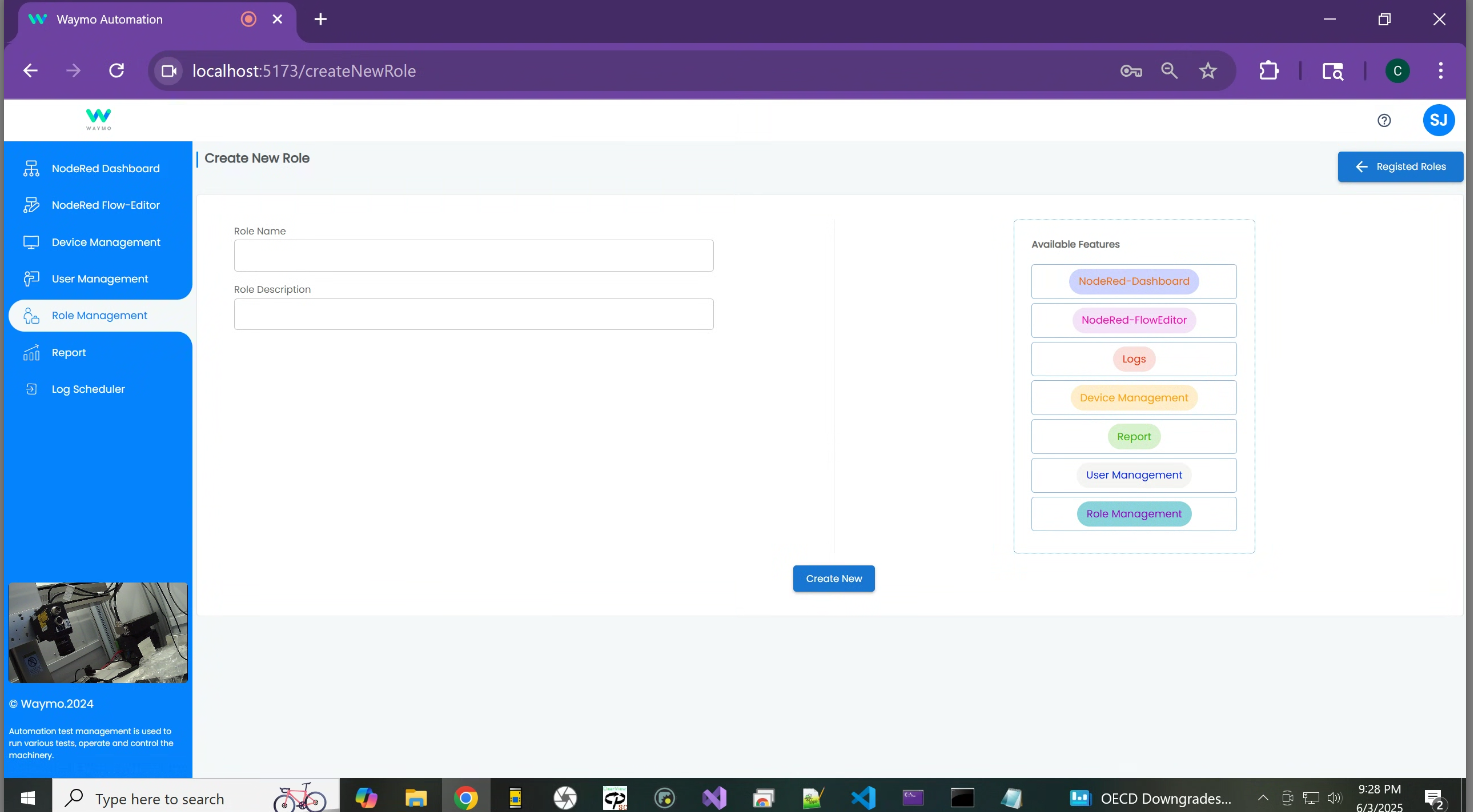 Waymo Automation
localhost:5173/createNewRole
C
WAYMO
SJ
NodeRed Dashboard
NodeRed Flow-Editor
Device Management
User Management
Role Management
Report
Log Scheduler
© Waymo.2024
Automation test management is used to
run various tests, operate and control the
machinery.
Create New Role
Registed Roles
Role Name
Role Description
Available Features
NodeRed-Dashboard
NodeRed-FlowEditor
Logs
Device Management
Report
User Management
Role Management
Create New
Type here to search
OECD Downgrades...
9:28 PM
6/3/2025
2